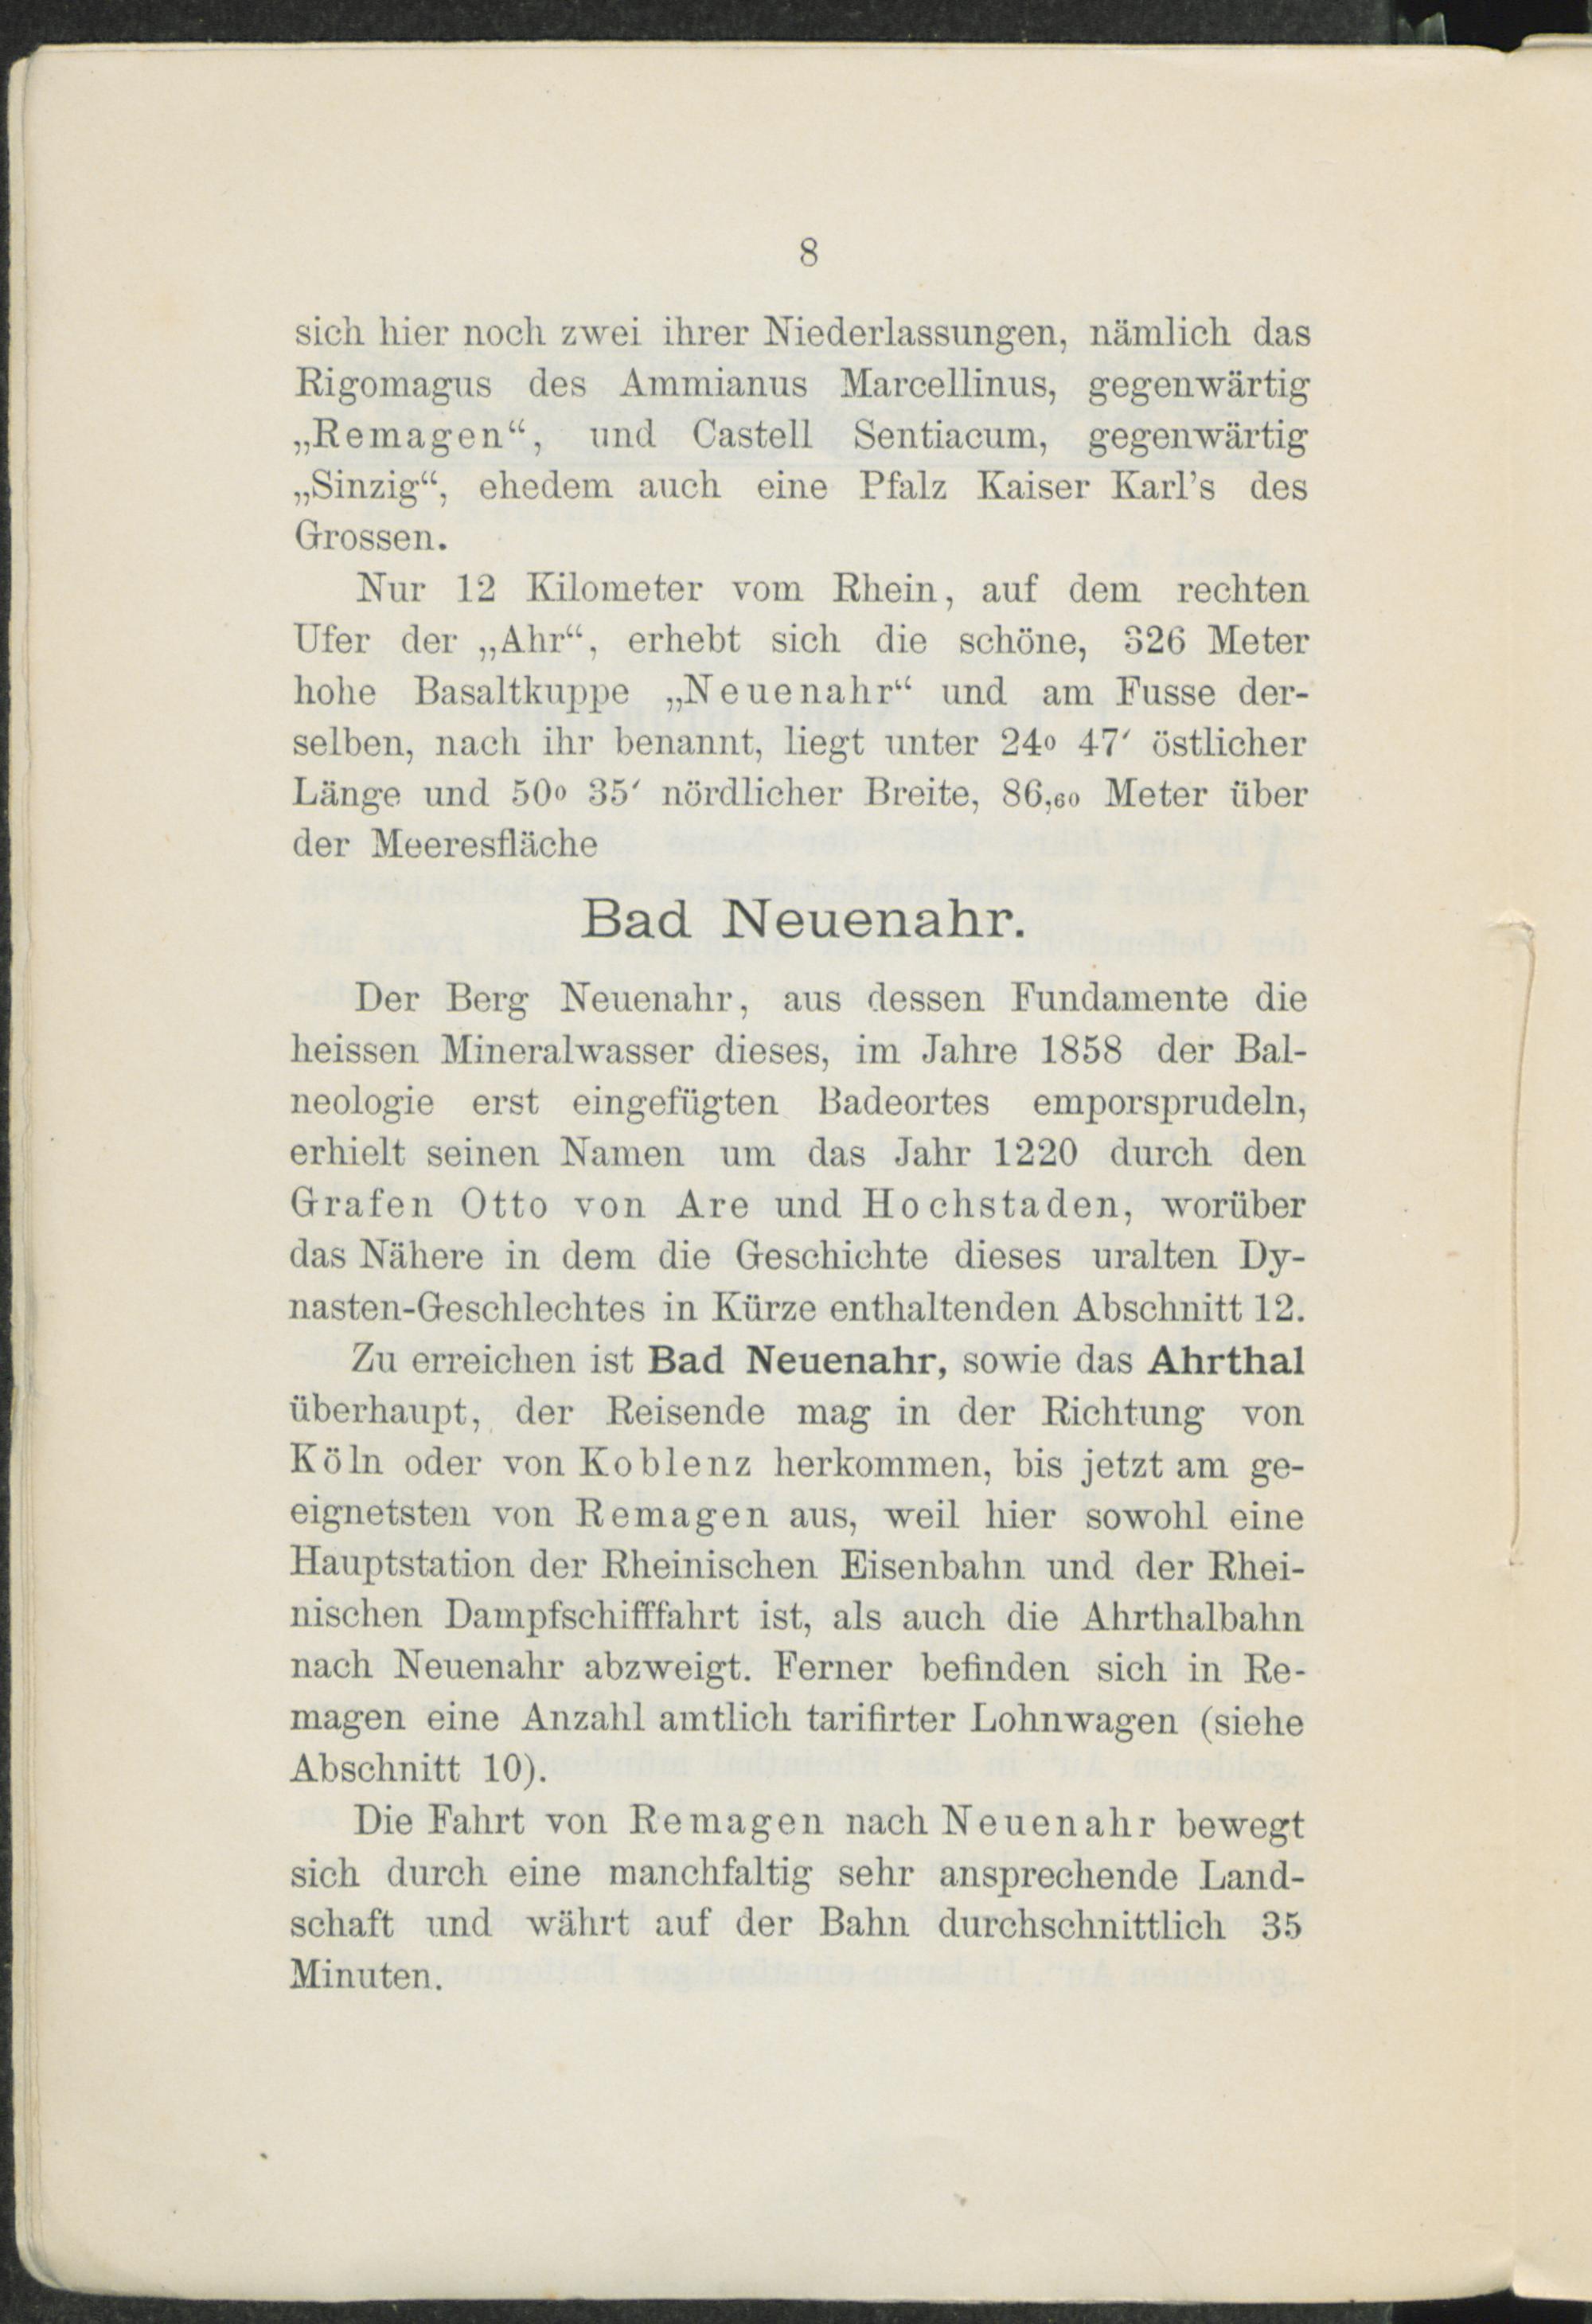 8
sich hier noch zwei ihrer Niederlassungen, nämlich das
Rigomagus des Ammianus Marcellinus, gegenwärtig
„Remagen“, und Castell Sentiacum, gegenwärtig
„Sinzig“, ehedem auch eine Pfalz Kaiser Karl’s des
Grossen.
Nur 12 Kilometer vom Rhein, auf dem rechten
Ufer der „Ahr“, erhebt sich die schöne, 326 Meter
hohe Basaltkuppe „Neuenahr“ und am Fusse der-
selben, nach ihr benannt, liegt unter 24o 47′ östlicher
Länge und 50o 35′ nördlicher Breite, 86,60 Meter über
der Meeresfläche
Bad Neuenahr.
Der Berg Neuenahr, aus dessen Fundamente die
heissen Mineralwasser dieses, im Jahre 1858 der Bal-
neologie erst eingefügten Badeortes emporsprudeln,
erhielt seinen Namen um das Jahr 1220 durch den
Grafen Otto von Are und Hochstaden, worüber
das Nähere in dem die Geschichte dieses uralten Dy-
nasten-Geschlechtes in Kürze enthaltenden Abschnitt 12.
Zu erreichen ist Bad Neuenahr, sowie das Ahrthal
überhaupt, der Reisende mag in der Richtung von
Köln oder von Koblenz herkommen, bis jetzt am ge-
eignetsten von Remagen aus, weil hier sowohl eine
Hauptstation der Rheinischen Eisenbahn und der Rhei-
nischen Dampfschifffahrt ist, als auch die Ahrthalbahn
nach Neuenahr abzweigt. Ferner befinden sich in Re-
magen eine Anzahl amtlich tarifirter Lohnwagen (siehe
Abschnitt 10).
Die Fahrt von Remagen nach Neuenahr bewegt
sich durch eine manchfaltig sehr ansprechende Land-
schaft und währt auf der Bahn durchschnittlich 35
Minuten.